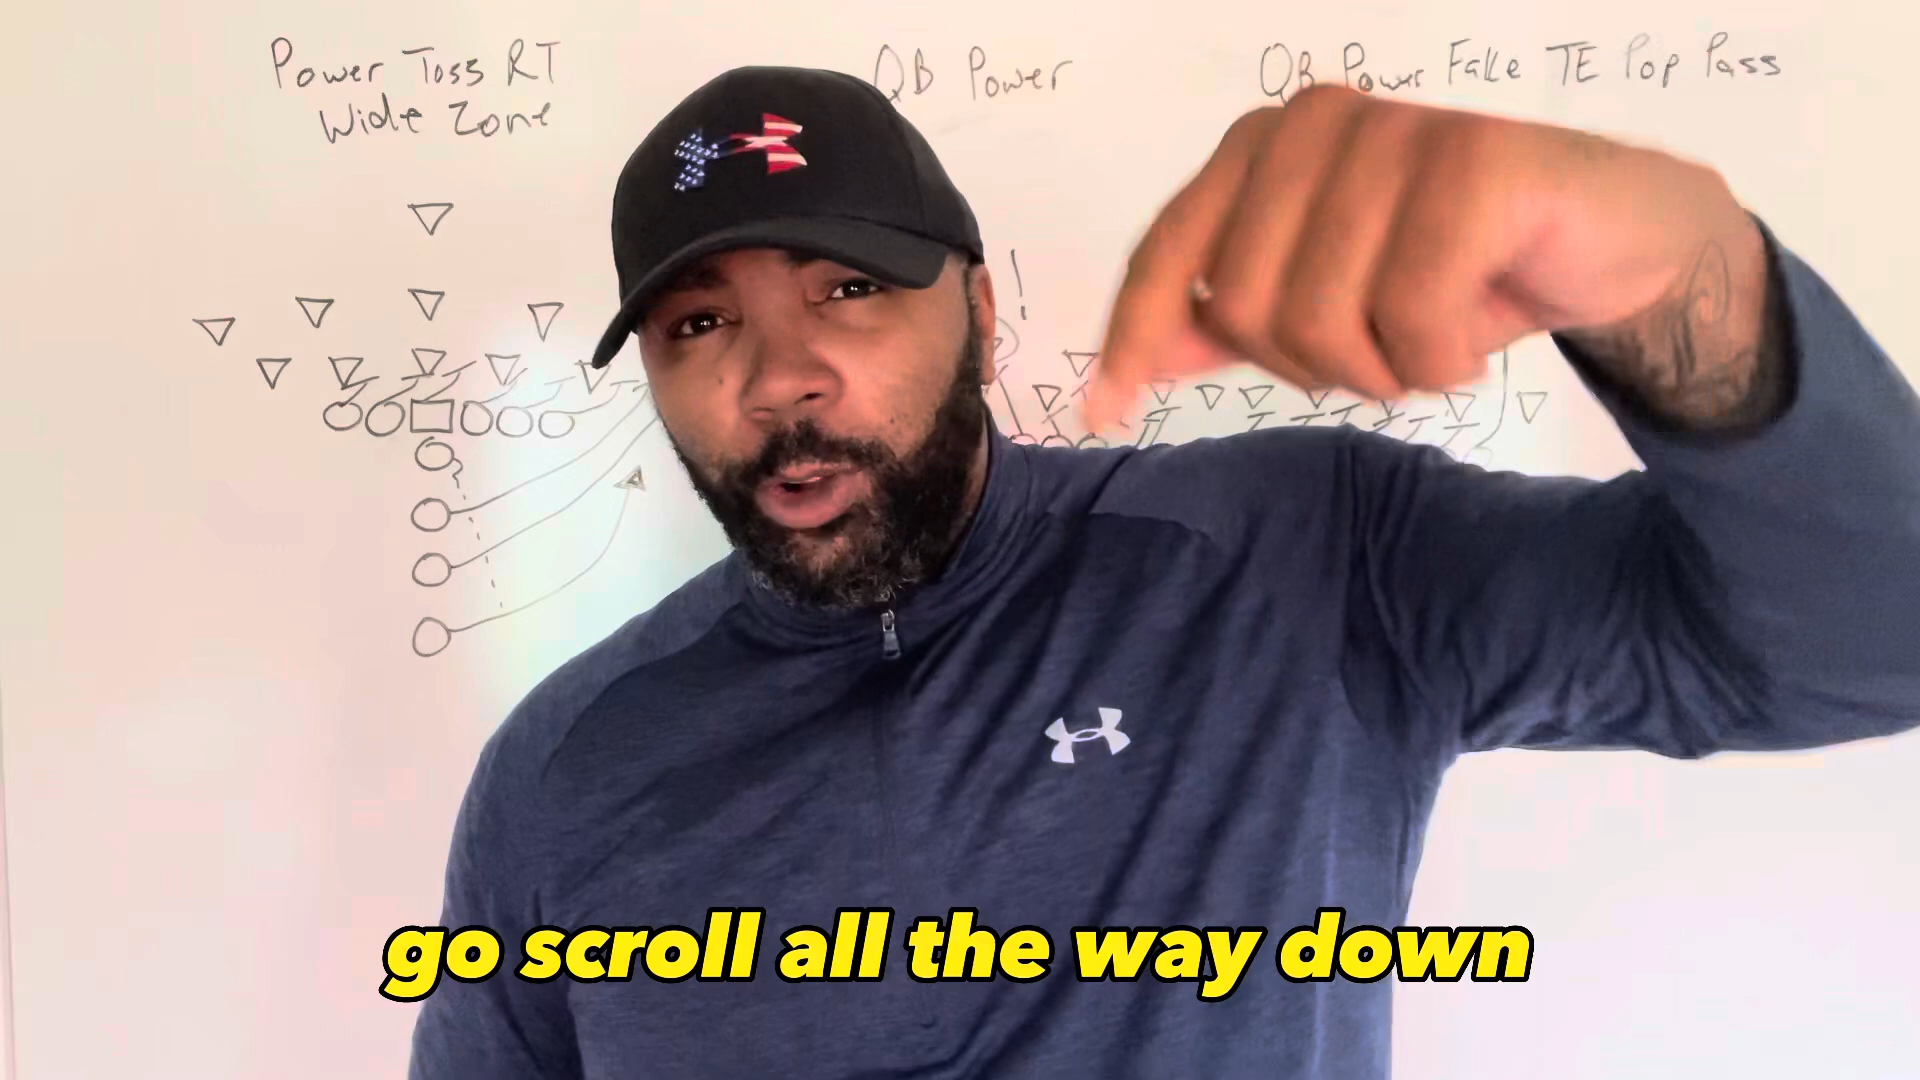 Power Toss RT
Wide Zone
QB Power
QB Power Fake TE Pop Pass
!
go scroll all the way down